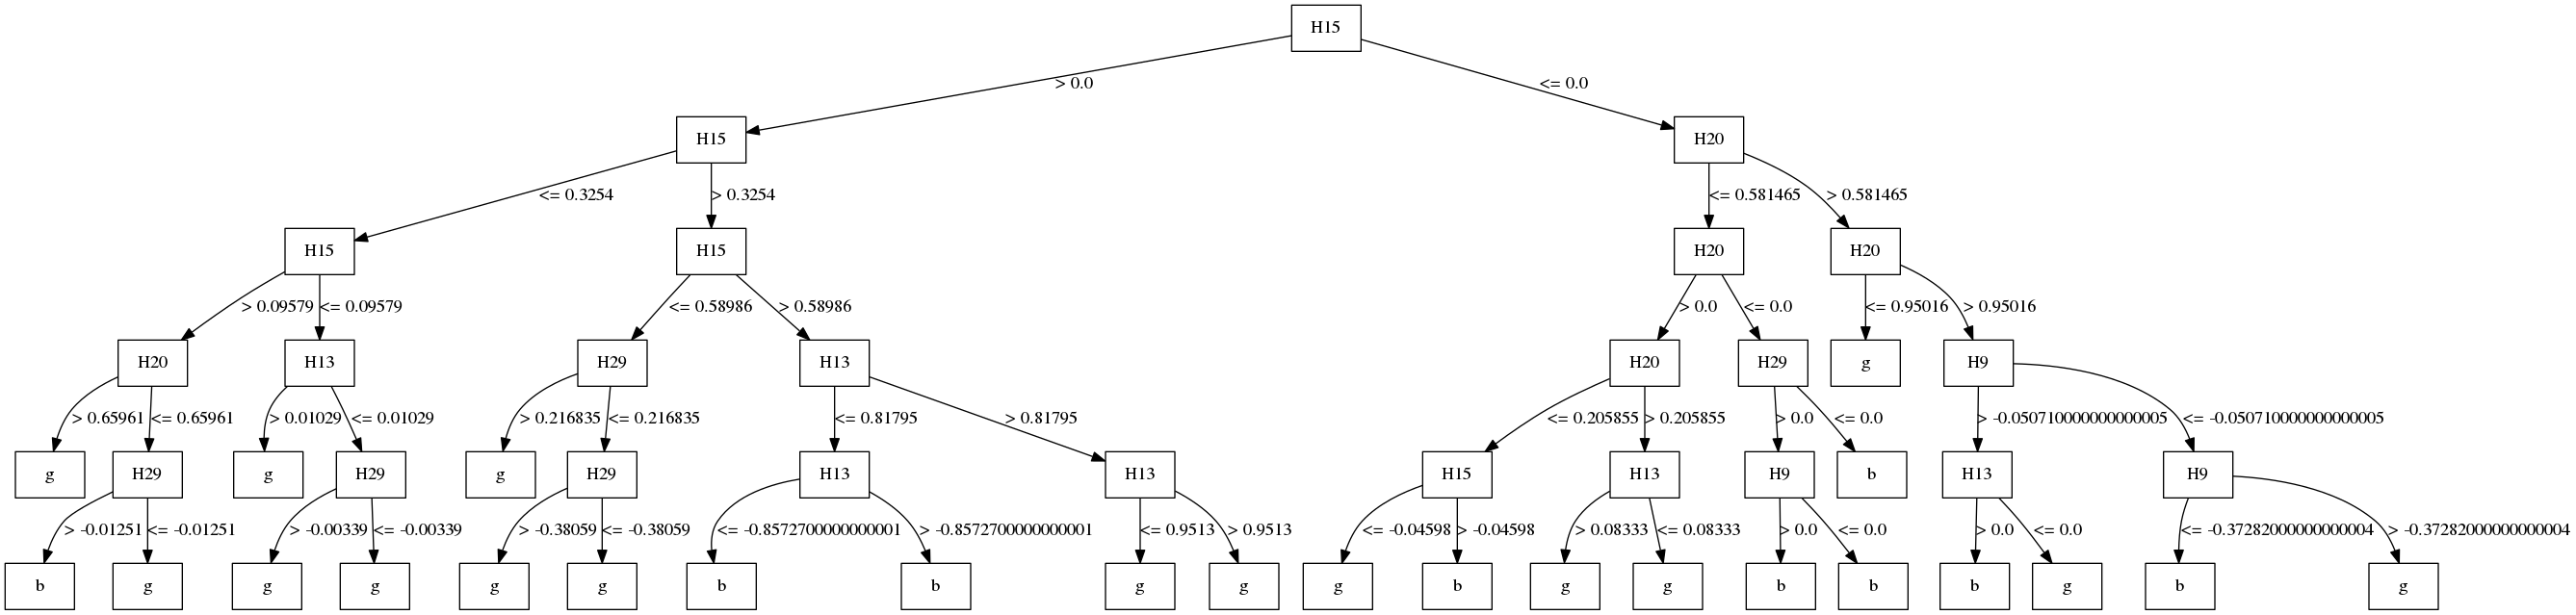 H15
> 0.0 <= 0.0
H15 H20
<= 0.3254 > 0.3254 <= 0.581465 > 0.581465
H15 H15 H20 H20
> 0.09579 <= 0.09579 <= 0.58986 > 0.58986 > 0.0 <= 0.0 <= 0.95016 > 0.95016
H20 H13 H29 H13 H20 H29 g H9
> 0.65961 <= 0.65961 > 0.01029 <= 0.01029 > 0.216835 <= 0.216835 <= 0.81795 > 0.81795 <= 0.205855 > 0.205855 > 0.0 <= 0.0 > -0.050710000000000005 <= -0.050710000000000005
g H29 g H29 g H29 H13 H13 H15 H13 H9 b H13 H9
> -0.01251 <= -0.01251 > -0.00339 <= -0.00339 > -0.38059 <= -0.38059 <= -0.8572700000000001 > -0.8572700000000001 <= 0.9513 > 0.9513 <= -0.04598 > -0.04598 > 0.08333 <= 0.08333 > 0.0 <= 0.0 > 0.0 <= 0.0 <= -0.37282000000000004 > -0.37282000000000004
b g g g g g b b g g g b g g b b b g b g